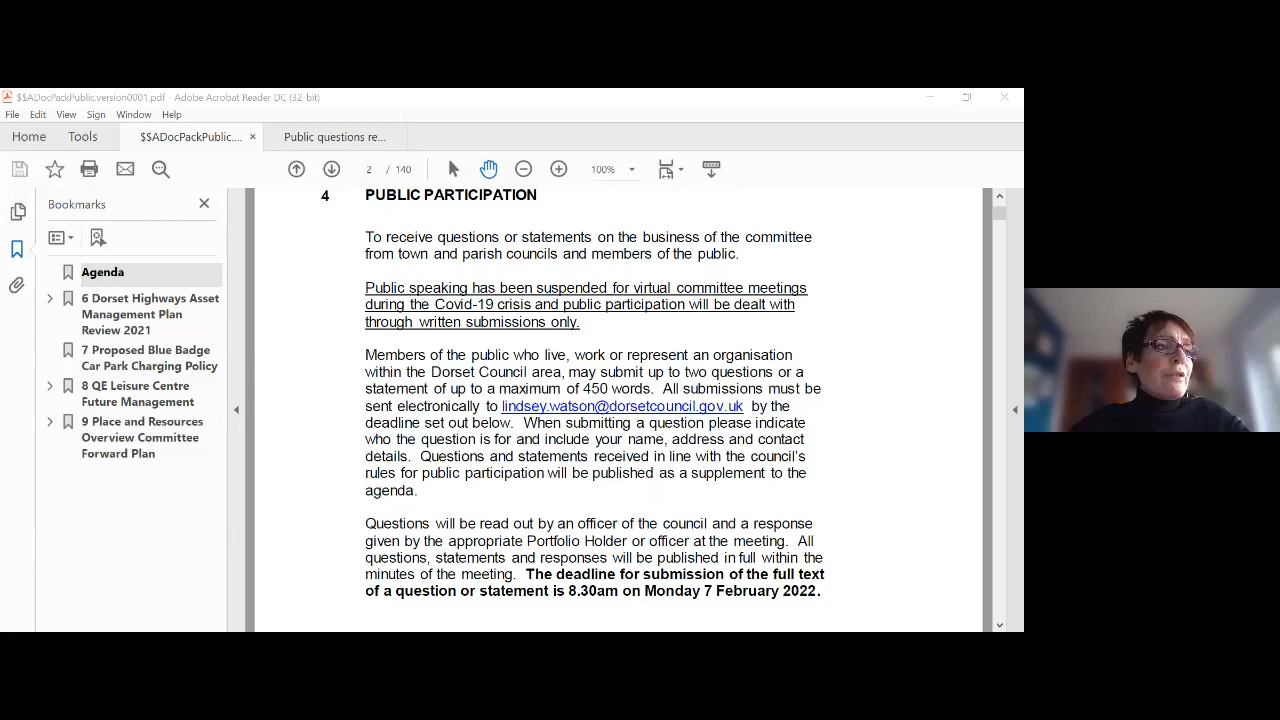 $$ADocPackPublic.version0001.pdf - Adobe Acrobat Reader DC (32-bit)
File Edit View Sign Window Help
Home Tools $$ADocPackPublic.... × Public questions re...
2 / 140 100%
Bookmarks
Agenda
6 Dorset Highways Asset
Management Plan
Review 2021
7 Proposed Blue Badge
Car Park Charging Policy
8 QE Leisure Centre
Future Management
9 Place and Resources
Overview Committee
Forward Plan
4 PUBLIC PARTICIPATION
To receive questions or statements on the business of the committee
from town and parish councils and members of the public.
Public speaking has been suspended for virtual committee meetings
during the Covid-19 crisis and public participation will be dealt with
through written submissions only.
Members of the public who live, work or represent an organisation
within the Dorset Council area, may submit up to two questions or a
statement of up to a maximum of 450 words. All submissions must be
sent electronically to lindsey.watson@dorsetcouncil.gov.uk by the
deadline set out below. When submitting a question please indicate
who the question is for and include your name, address and contact
details. Questions and statements received in line with the council's
rules for public participation will be published as a supplement to the
agenda.
Questions will be read out by an officer of the council and a response
given by the appropriate Portfolio Holder or officer at the meeting. All
questions, statements and responses will be published in full within the
minutes of the meeting. The deadline for submission of the full text
of a question or statement is 8.30am on Monday 7 February 2022.